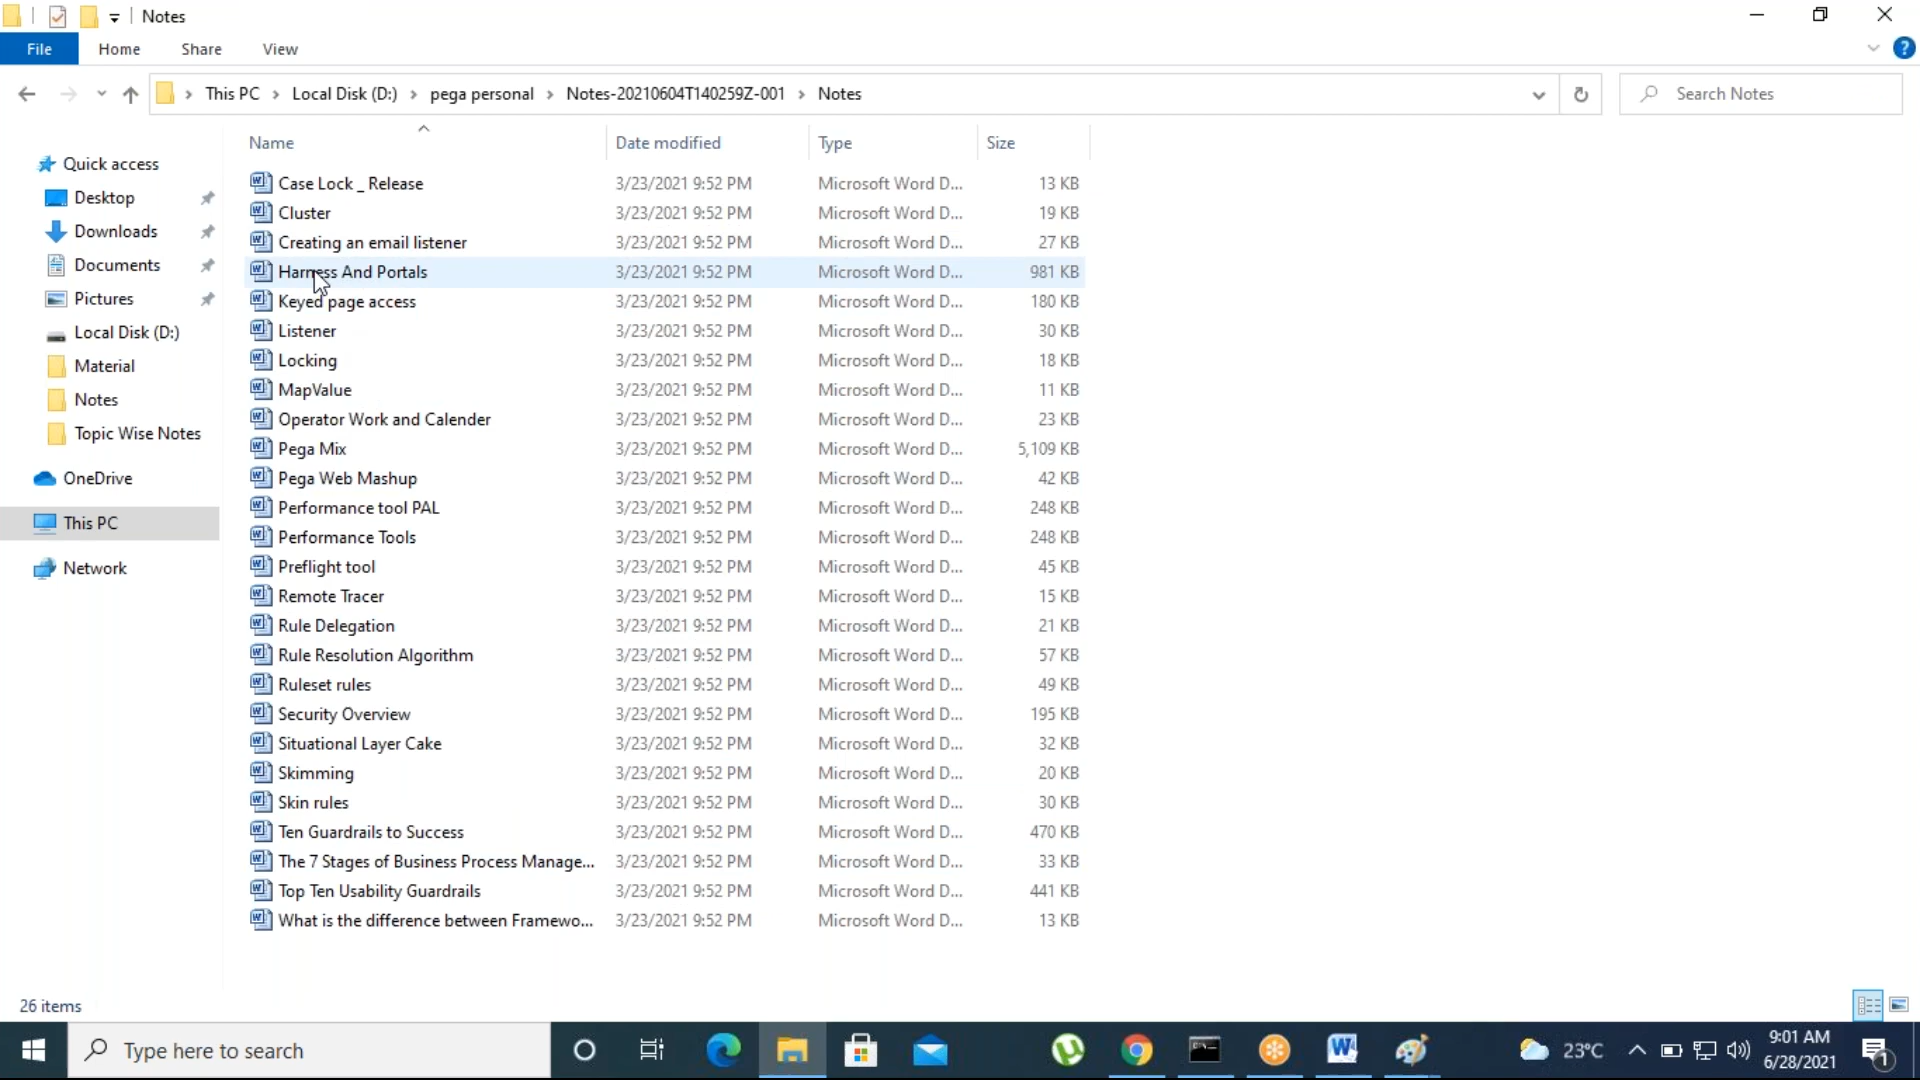 Notes
File Home Share View
This PC Local Disk (D:) pega personal Notes-20210604T140259Z-001 Notes Search Notes
Name Date modified Type Size
Quick access
Desktop
Downloads
Documents
Pictures
Local Disk (D:)
Material
Notes
Topic Wise Notes
OneDrive
This PC
Network
Case Lock _ Release 3/23/2021 9:52 PM Microsoft Word D... 13 KB
Cluster 3/23/2021 9:52 PM Microsoft Word D... 19 KB
Creating an email listener 3/23/2021 9:52 PM Microsoft Word D... 27 KB
Harness And Portals 3/23/2021 9:52 PM Microsoft Word D... 981 KB
Keyed page access 3/23/2021 9:52 PM Microsoft Word D... 180 KB
Listener 3/23/2021 9:52 PM Microsoft Word D... 30 KB
Locking 3/23/2021 9:52 PM Microsoft Word D... 18 KB
MapValue 3/23/2021 9:52 PM Microsoft Word D... 11 KB
Operator Work and Calender 3/23/2021 9:52 PM Microsoft Word D... 23 KB
Pega Mix 3/23/2021 9:52 PM Microsoft Word D... 5,109 KB
Pega Web Mashup 3/23/2021 9:52 PM Microsoft Word D... 42 KB
Performance tool PAL 3/23/2021 9:52 PM Microsoft Word D... 248 KB
Performance Tools 3/23/2021 9:52 PM Microsoft Word D... 248 KB
Preflight tool 3/23/2021 9:52 PM Microsoft Word D... 45 KB
Remote Tracer 3/23/2021 9:52 PM Microsoft Word D... 15 KB
Rule Delegation 3/23/2021 9:52 PM Microsoft Word D... 21 KB
Rule Resolution Algorithm 3/23/2021 9:52 PM Microsoft Word D... 57 KB
Ruleset rules 3/23/2021 9:52 PM Microsoft Word D... 49 KB
Security Overview 3/23/2021 9:52 PM Microsoft Word D... 195 KB
Situational Layer Cake 3/23/2021 9:52 PM Microsoft Word D... 32 KB
Skimming 3/23/2021 9:52 PM Microsoft Word D... 20 KB
Skin rules 3/23/2021 9:52 PM Microsoft Word D... 30 KB
Ten Guardrails to Success 3/23/2021 9:52 PM Microsoft Word D... 470 KB
The 7 Stages of Business Process Manage... 3/23/2021 9:52 PM Microsoft Word D... 33 KB
Top Ten Usability Guardrails 3/23/2021 9:52 PM Microsoft Word D... 441 KB
What is the difference between Framewo... 3/23/2021 9:52 PM Microsoft Word D... 13 KB
26 items
Type here to search
23°C
9:01 AM
6/28/2021
1